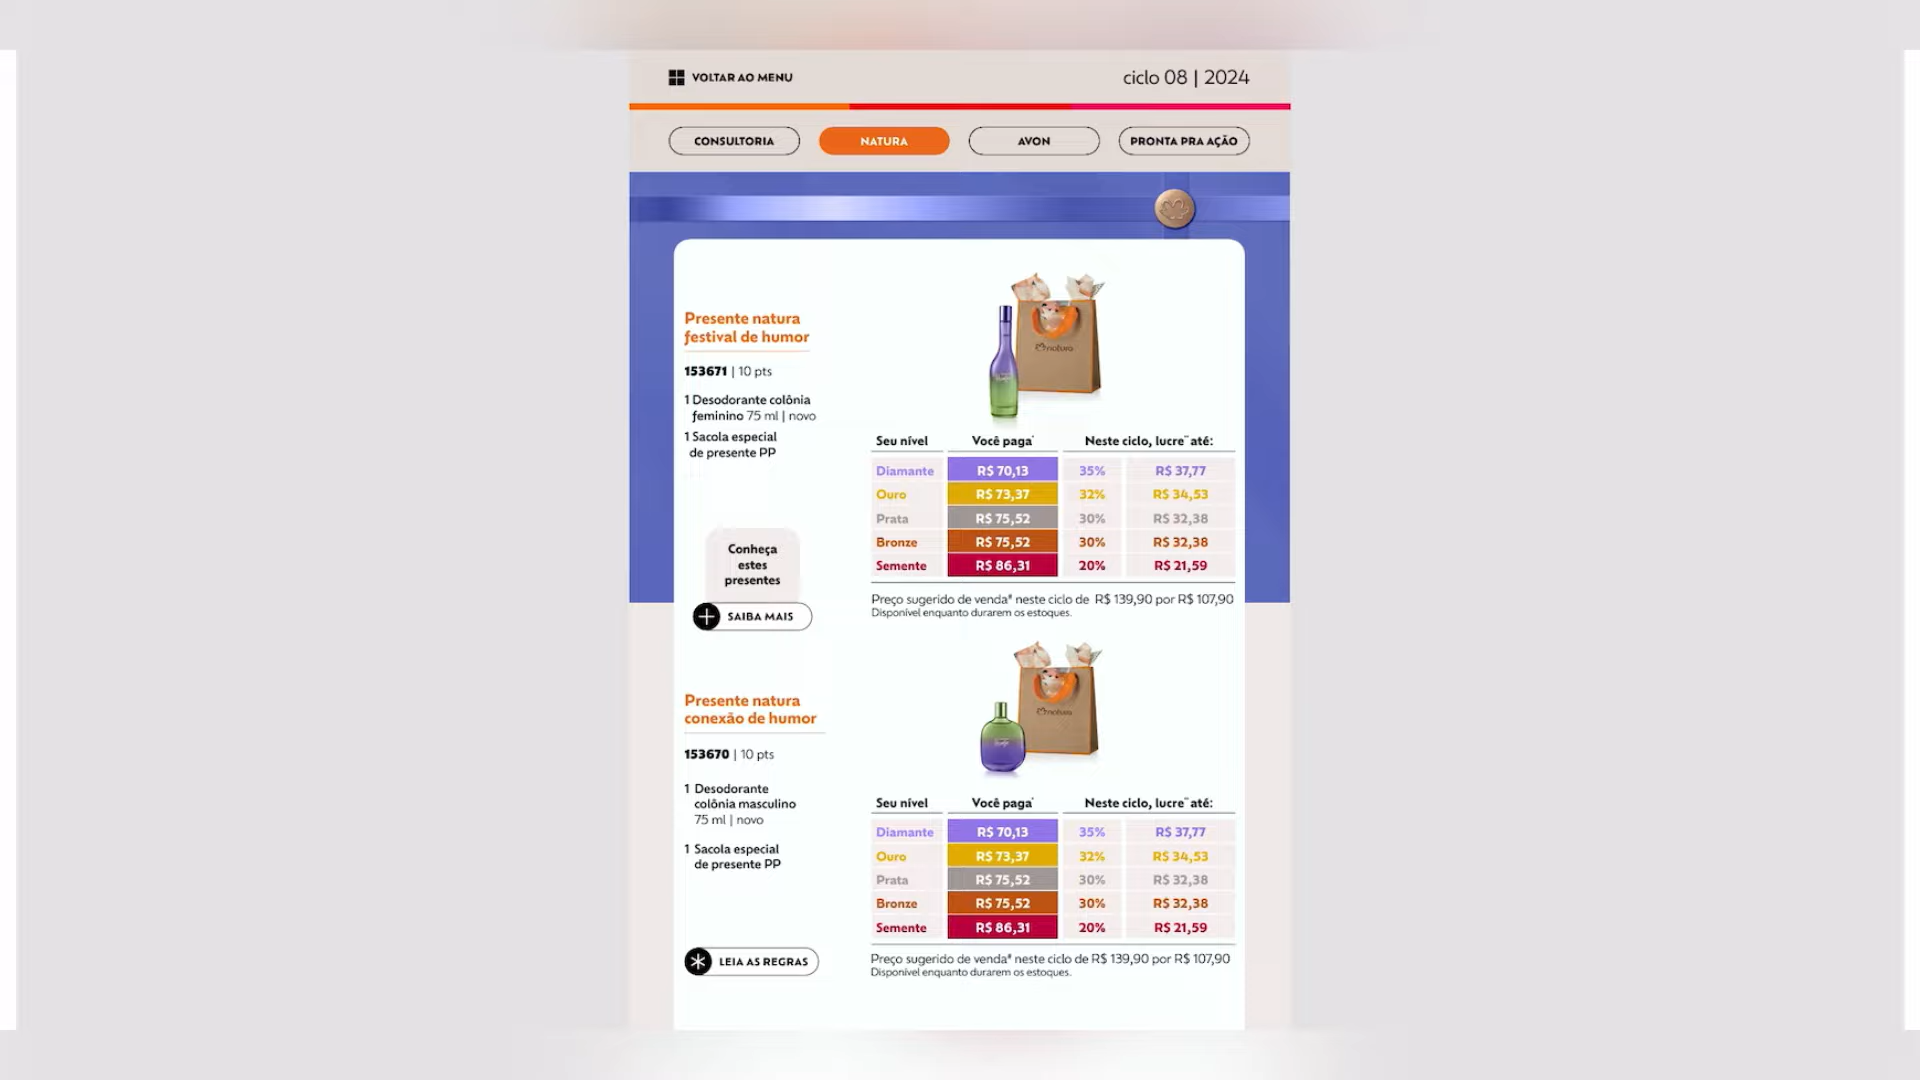 VOLTAR AO MENU
ciclo 08 | 2024
CONSULTORIA
NATURA
AVON
PRONTA PRA AÇÃO
Presente natura
festival de humor
153671 | 10 pts
1 Desodorante colônia
feminino 75 ml | novo
1 Sacola especial
de presente PP
natura
Seu nível Você paga* Neste ciclo, lucre** até:
Diamante R$ 70,13 35% R$ 37,77
Ouro R$ 73,37 32% R$ 34,53
Prata R$ 75,52 30% R$ 32,38
Bronze R$ 75,52 30% R$ 32,38
Semente R$ 86,31 20% R$ 21,59
Conheça
estes
presentes
SAIBA MAIS
Preço sugerido de venda# neste ciclo de R$ 139,90 por R$ 107,90
Disponível enquanto durarem os estoques.
Presente natura
conexão de humor
153670 | 10 pts
1 Desodorante
colônia masculino
75 ml | novo
1 Sacola especial
de presente PP
natura
Seu nível Você paga* Neste ciclo, lucre** até:
Diamante R$ 70,13 35% R$ 37,77
Ouro R$ 73,37 32% R$ 34,53
Prata R$ 75,52 30% R$ 32,38
Bronze R$ 75,52 30% R$ 32,38
Semente R$ 86,31 20% R$ 21,59
LEIA AS REGRAS
Preço sugerido de venda# neste ciclo de R$ 139,90 por R$ 107,90
Disponível enquanto durarem os estoques.